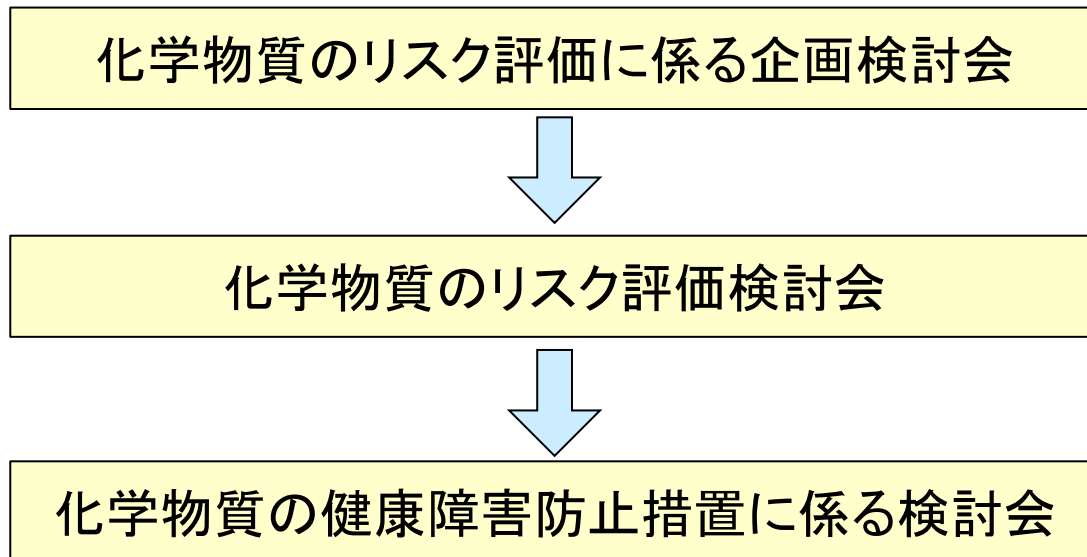 化学物質のリスク評価に係る企画検討会
化学物質のリスク評価検討会
化学物質の健康障害防止措置に係る検討会